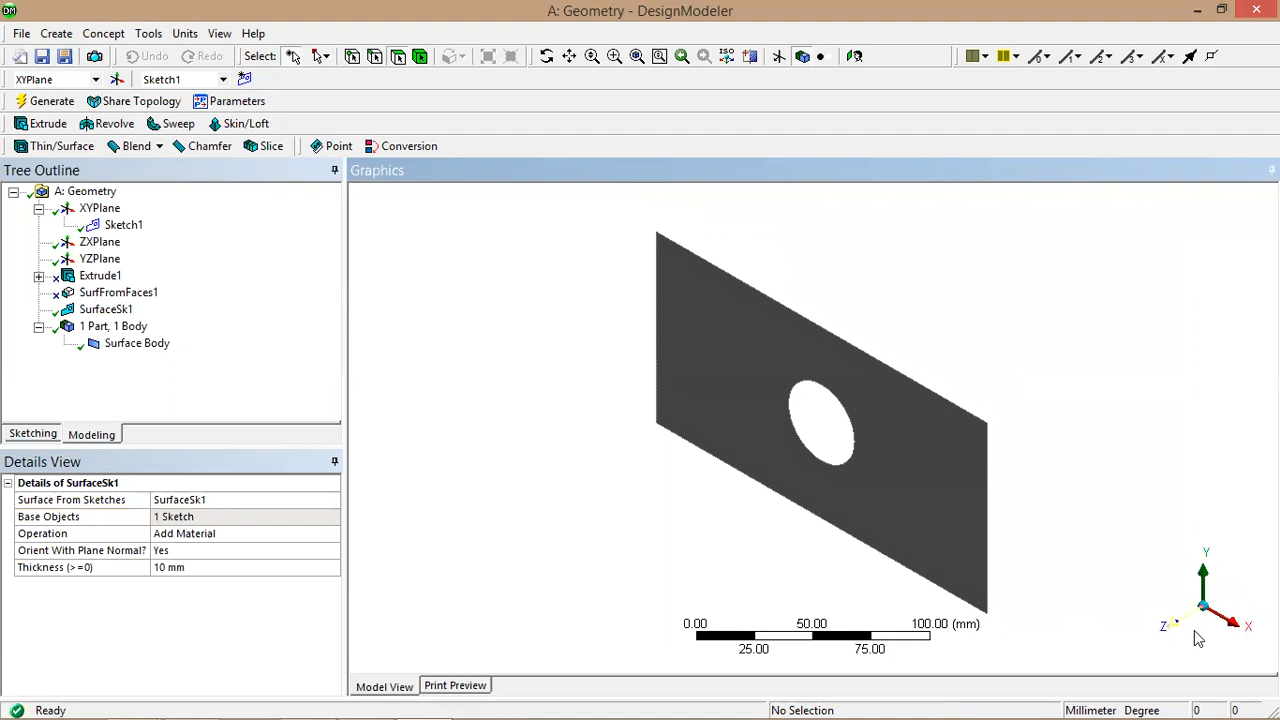 A: Geometry - DesignModeler
File Create Concept Tools Units View Help
Undo Redo Select:
XYPlane Sketch1
Generate Share Topology Parameters
Extrude Revolve Sweep Skin/Loft
Thin/Surface Blend Chamfer Slice Point Conversion
Tree Outline
A: Geometry
XYPlane
Sketch1
ZXPlane
YZPlane
Extrude1
SurfFromFaces1
SurfaceSk1
1 Part, 1 Body
Surface Body
Sketching Modeling
Details View
Details of SurfaceSk1
Surface From Sketches SurfaceSk1
Base Objects 1 Sketch
Operation Add Material
Orient With Plane Normal? Yes
Thickness (>=0) 10 mm
Graphics
Y
Z X
0.00 50.00 100.00 (mm)
25.00 75.00
Model View Print Preview
Ready No Selection Millimeter Degree 0 0